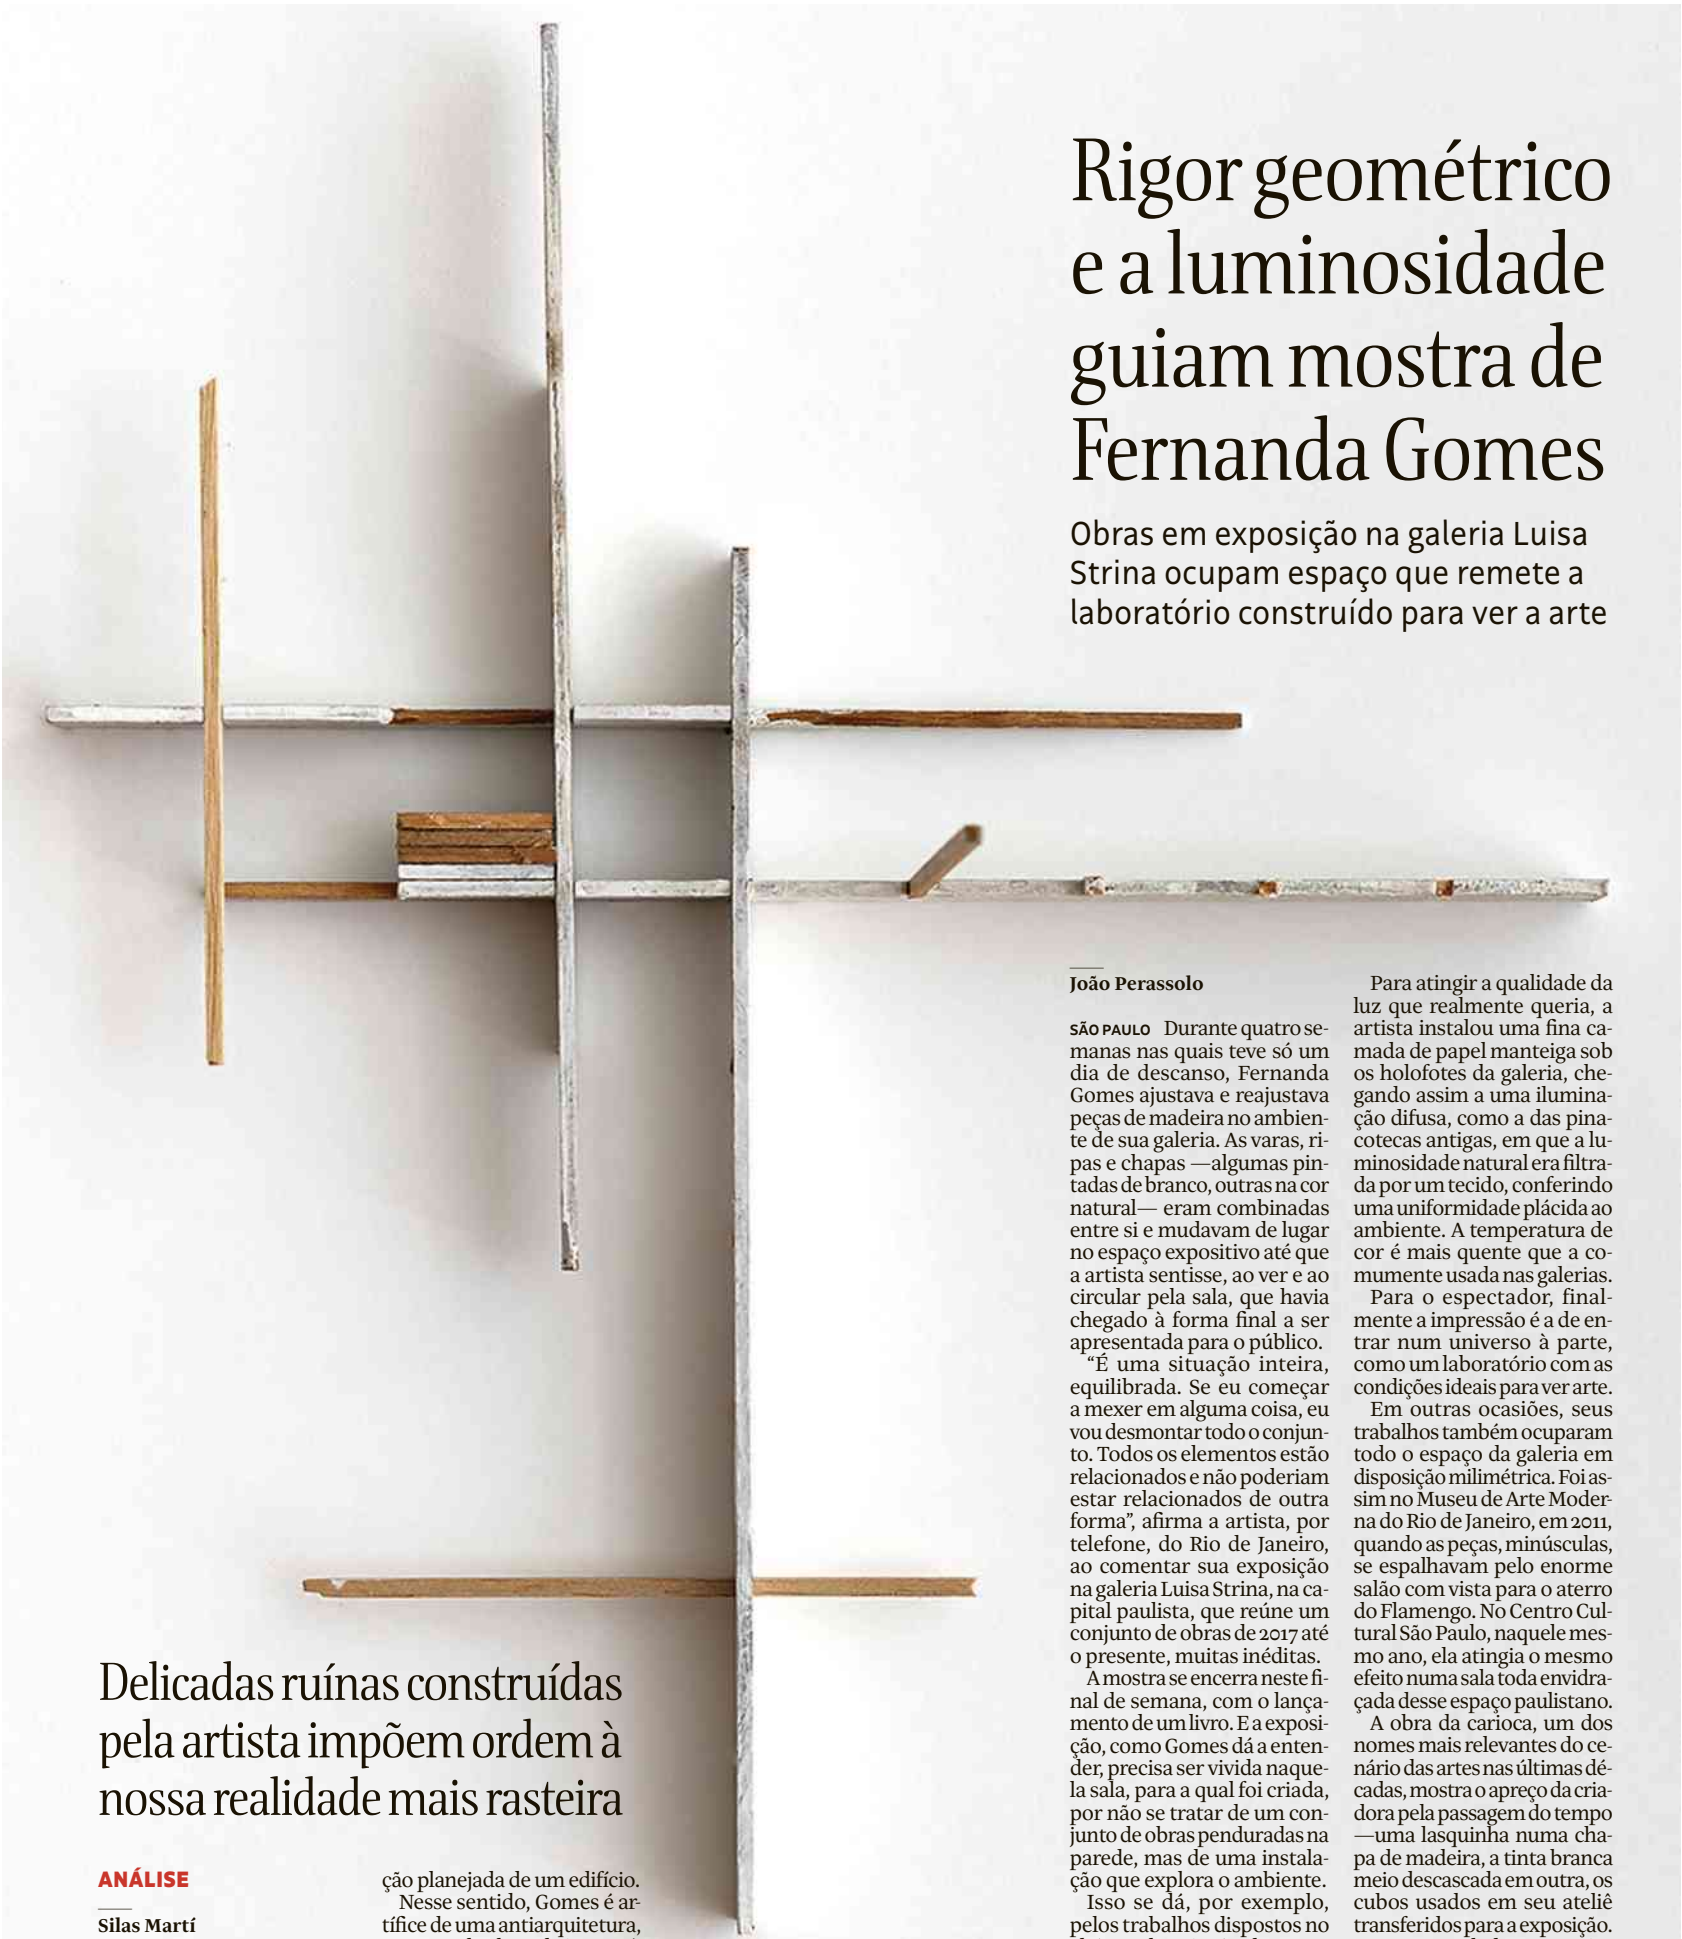 Rigor geométrico
e a luminosidade
guiam mostra de
Fernanda Gomes
Obras em exposição na galeria Luisa
Strina ocupam espaço que remete a
laboratório construído para ver a arte
João Perassolo
SÃO PAULO Durante quatro se-
manas nas quais teve só um
dia de descanso, Fernanda
Gomes ajustava e reajustava
peças de madeira no ambien-
te de sua galeria. As varas, ri-
pas e chapas —algumas pin-
tadas de branco, outras na cor
natural— eram combinadas
entre si e mudavam de lugar
no espaço expositivo até que
a artista sentisse, ao ver e ao
circular pela sala, que havia
chegado à forma final a ser
apresentada para o público.
“É uma situação inteira,
equilibrada. Se eu começar
a mexer em alguma coisa, eu
vou desmontar todo o conjun-
to. Todos os elementos estão
relacionados e não poderiam
estar relacionados de outra
forma”, afirma a artista, por
telefone, do Rio de Janeiro,
ao comentar sua exposição
na galeria Luisa Strina, na ca-
pital paulista, que reúne um
conjunto de obras de 2017 até
o presente, muitas inéditas.
A mostra se encerra neste fi-
nal de semana, com o lança-
mento de um livro. E a exposi-
ção, como Gomes dá a enten-
der, precisa ser vivida naque-
la sala, para a qual foi criada,
por não se tratar de um con-
junto de obras penduradas na
parede, mas de uma instala-
ção que explora o ambiente.
Isso se dá, por exemplo,
pelos trabalhos dispostos no
Para atingir a qualidade da
luz que realmente queria, a
artista instalou uma fina ca-
mada de papel manteiga sob
os holofotes da galeria, che-
gando assim a uma ilumina-
ção difusa, como a das pina-
cotecas antigas, em que a lu-
minosidade natural era filtra-
da por um tecido, conferindo
uma uniformidade plácida ao
ambiente. A temperatura de
cor é mais quente que a co-
mumente usada nas galerias.
Para o espectador, final-
mente a impressão é a de en-
trar num universo à parte,
como um laboratório com as
condições ideais para ver arte.
Em outras ocasiões, seus
trabalhos também ocuparam
todo o espaço da galeria em
disposição milimétrica. Foi as-
sim no Museu de Arte Moder-
na do Rio de Janeiro, em 2011,
quando as peças, minúsculas,
se espalhavam pelo enorme
salão com vista para o aterro
do Flamengo. No Centro Cul-
tural São Paulo, naquele mes-
mo ano, ela atingia o mesmo
efeito numa sala toda envidra-
çada desse espaço paulistano.
A obra da carioca, um dos
nomes mais relevantes do ce-
nário das artes nas últimas dé-
cadas, mostra o apreço da cria-
dora pela passagem do tempo
—uma lasquinha numa cha-
pa de madeira, a tinta branca
meio descascada em outra, os
cubos usados em seu ateliê
transferidos para a exposição.
Delicadas ruínas construídas
pela artista impõem ordem à
nossa realidade mais rasteira
ANÁLISE
Silas Martí
ção planejada de um edifício.
Nesse sentido, Gomes é ar-
tífice de uma antiarquitetura,